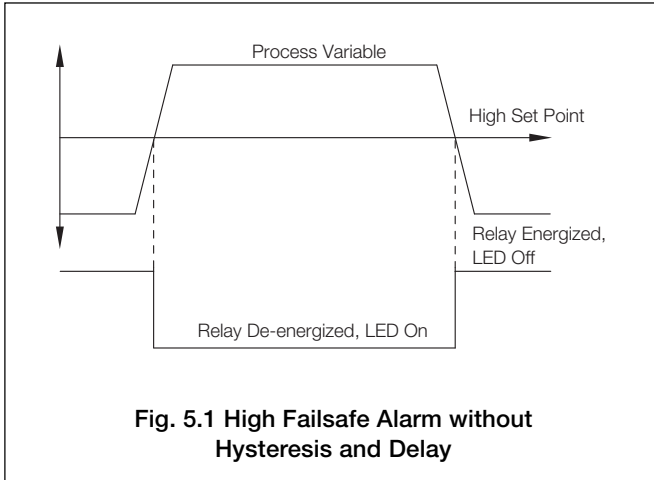 Process Variable
High Set Point
Relay Energized,
LED Off
Relay De-energized, LED On
Fig. 5.1 High Failsafe Alarm without
Hysteresis and Delay